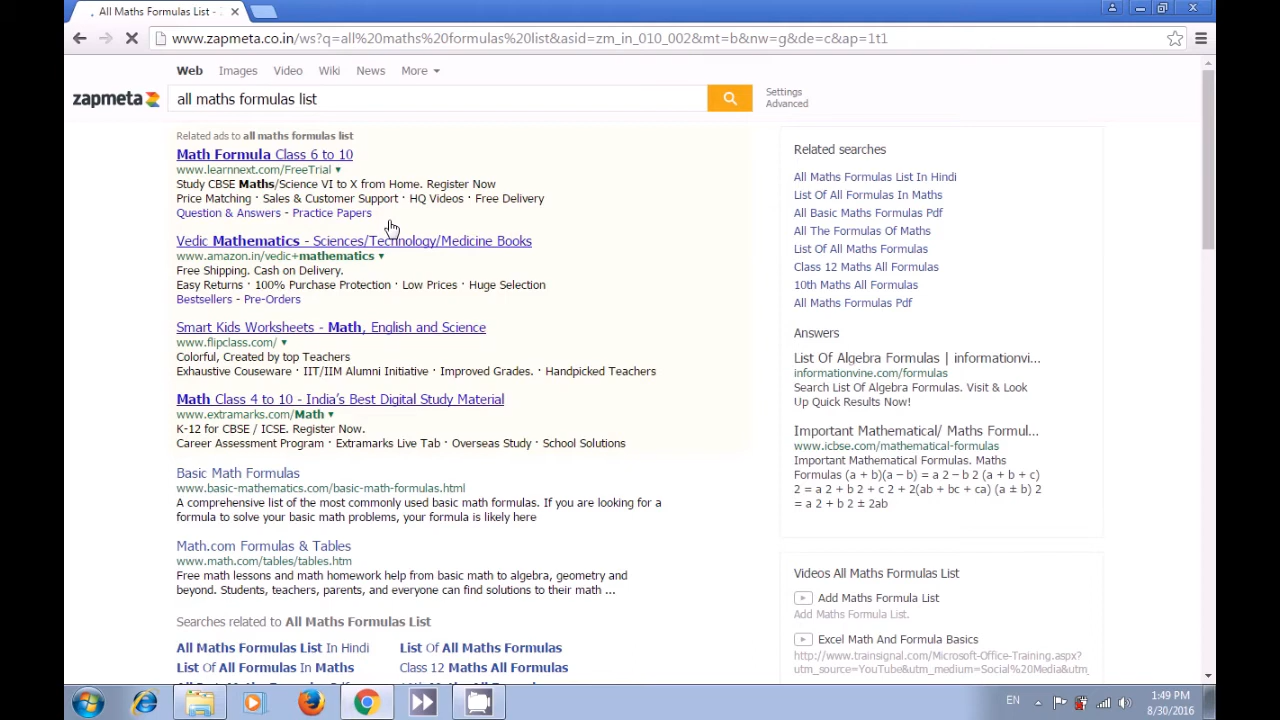 All Maths Formulas List -
www.zapmeta.co.in/ws?q=all%20maths%20formulas%20list&asid=zm_in_010_002&mt=b&nw=g&de=c&ap=1t1
Web Images Video Wiki News More
zapmeta
all maths formulas list
Settings
Advanced
Related ads to all maths formulas list
Math Formula Class 6 to 10
www.learnnext.com/FreeTrial
Study CBSE Maths/Science VI to X from Home. Register Now
Price Matching · Sales & Customer Support · HQ Videos · Free Delivery
Question & Answers - Practice Papers
Vedic Mathematics - Sciences/Technology/Medicine Books
www.amazon.in/vedic+mathematics
Free Shipping. Cash on Delivery.
Easy Returns · 100% Purchase Protection · Low Prices · Huge Selection
Bestsellers - Pre-Orders
Smart Kids Worksheets - Math, English and Science
www.flipclass.com/
Colorful, Created by top Teachers
Exhaustive Couseware · IIT/IIM Alumni Initiative · Improved Grades. · Handpicked Teachers
Math Class 4 to 10 - India's Best Digital Study Material
www.extramarks.com/Math
K-12 for CBSE / ICSE. Register Now.
Career Assessment Program · Extramarks Live Tab · Overseas Study · School Solutions
Basic Math Formulas
www.basic-mathematics.com/basic-math-formulas.html
A comprehensive list of the most commonly used basic math formulas. If you are looking for a
formula to solve your basic math problems, your formula is likely here
Math.com Formulas & Tables
www.math.com/tables/tables.htm
Free math lessons and math homework help from basic math to algebra, geometry and
beyond. Students, teachers, parents, and everyone can find solutions to their math ...
Searches related to All Maths Formulas List
All Maths Formulas List In Hindi List Of All Maths Formulas
List Of All Formulas In Maths Class 12 Maths All Formulas
Related searches
All Maths Formulas List In Hindi
List Of All Formulas In Maths
All Basic Maths Formulas Pdf
All The Formulas Of Maths
List Of All Maths Formulas
Class 12 Maths All Formulas
10th Maths All Formulas
All Maths Formulas Pdf
Answers
List Of Algebra Formulas | informationvi...
informationvine.com/formulas
Search List Of Algebra Formulas. Visit & Look
Up Quick Results Now!
Important Mathematical/ Maths Formul...
www.icbse.com/mathematical-formulas
Important Mathematical Formulas. Maths
Formulas (a + b)(a − b) = a 2 − b 2 (a + b + c)
2 = a 2 + b 2 + c 2 + 2(ab + bc + ca) (a ± b) 2
= a 2 + b 2 ± 2ab
Videos All Maths Formulas List
Add Maths Formula List
Add Maths Formula List.
Excel Math And Formula Basics
http://www.trainsignal.com/Microsoft-Office-Training.aspx?
utm_source=YouTube&utm_medium=Social%20Media&utm_
EN
1:49 PM
8/30/2016